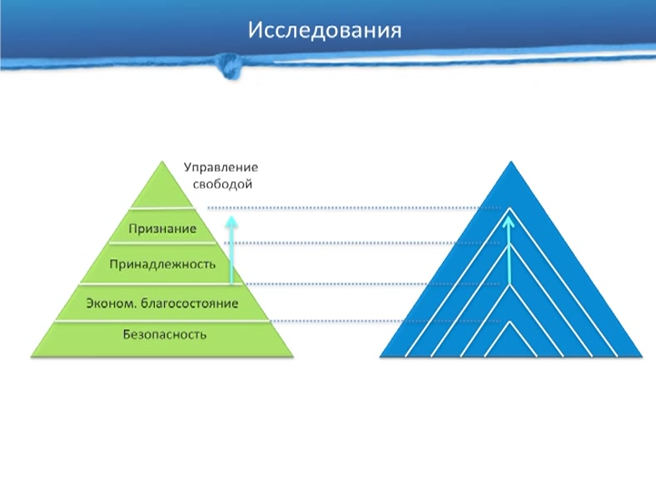 Исследования
Управление
свободой
Признание
Принадлежность
Эконом. благосостояние
Безопасность